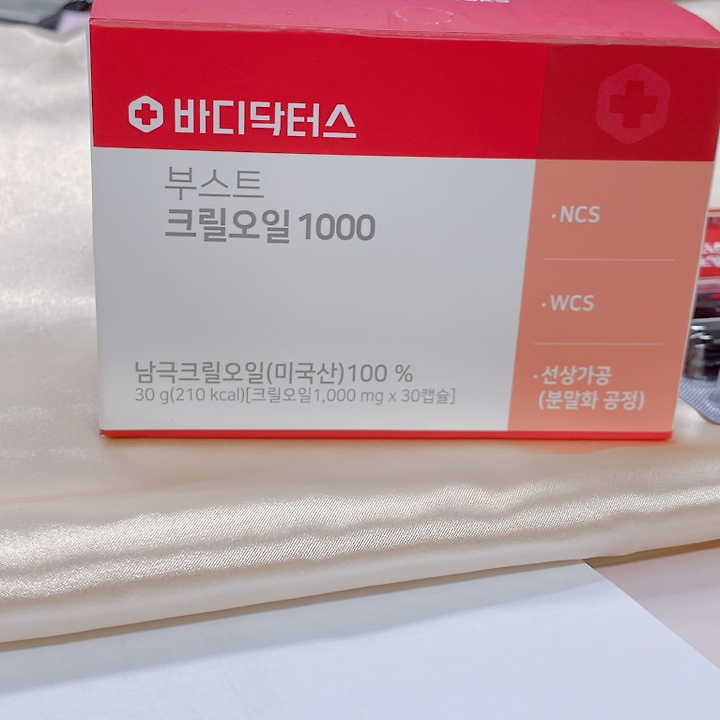 바디닥터스
부스트
크릴오일 1000
남극크릴오일(미국산)100 %
30 g(210 kcal)[크릴오일1,000 mg x 30캡슐]
· NCS
· WCS
· 선상가공
(분말화 공정)